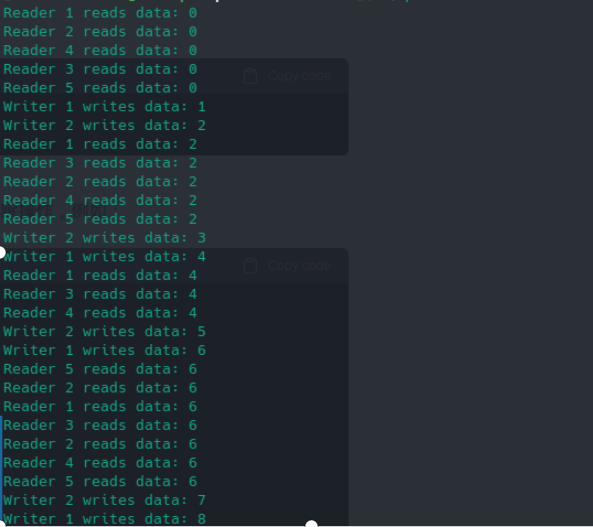 Reader 1 reads data: 0
Reader 2 reads data: 0
Reader 4 reads data: 0
Reader 3 reads data: 0
Copy code
Reader 5 reads data: 0
Writer 1 writes data: 1
Writer 2 writes data: 2
Reader 1 reads data: 2
Reader 3 reads data: 2
Reader 2 reads data: 2
Reader 4 reads data: 2
Reader 5 reads data: 2
Writer 2 writes data: 3
Writer 1 writes data: 4
Copy code
Reader 1 reads data: 4
Reader 3 reads data: 4
Reader 4 reads data: 4
Writer 2 writes data: 5
Writer 1 writes data: 6
Reader 5 reads data: 6
Reader 2 reads data: 6
Reader 1 reads data: 6
Reader 3 reads data: 6
Reader 2 reads data: 6
Reader 4 reads data: 6
Reader 5 reads data: 6
Writer 2 writes data: 7
Writer 1 writes data: 8